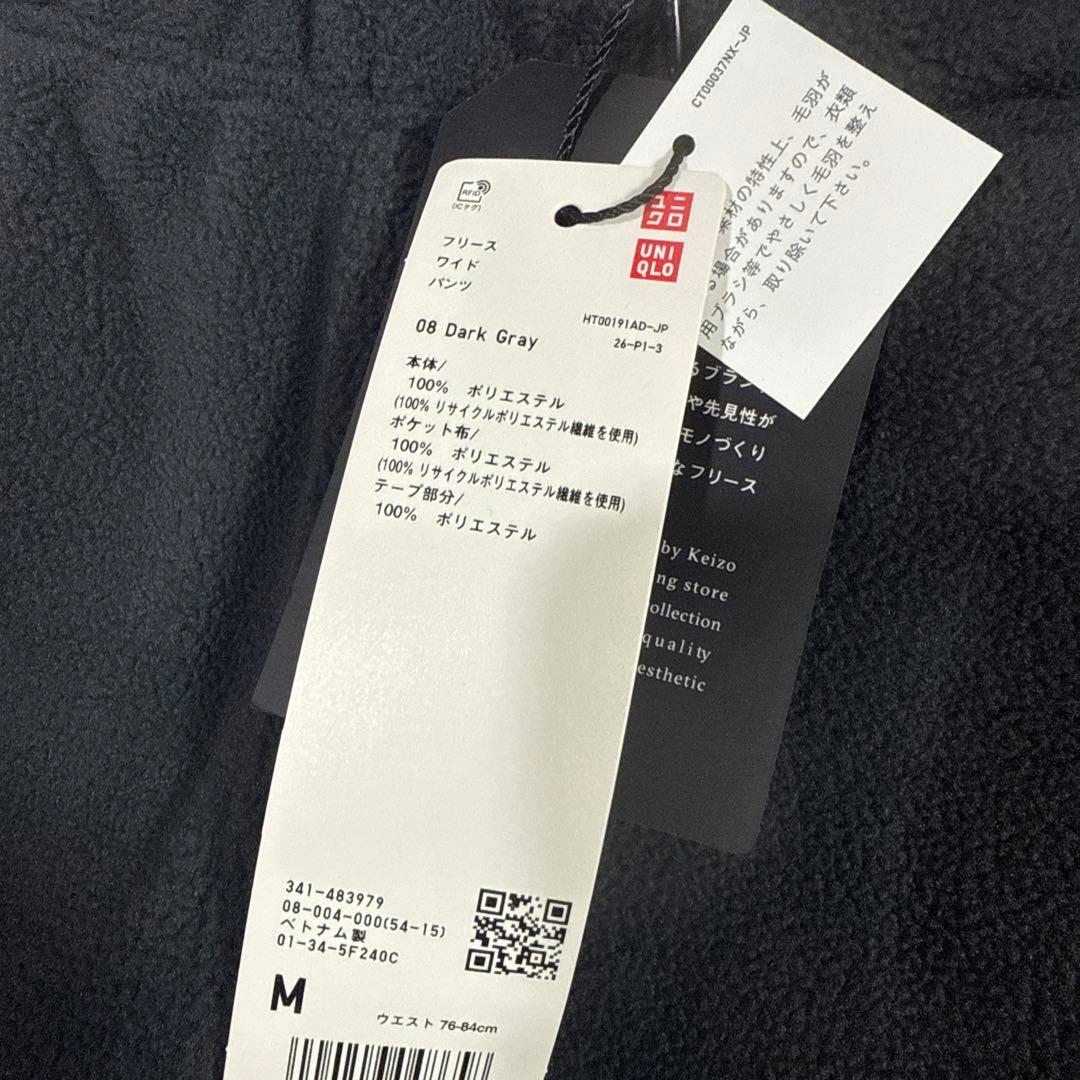 RFID
(ICタグ)
ユニ
クロ
UNI
QLO
フリース
ワイド
パンツ
08 Dark Gray
HT00191AD-JP
26-P1-3
本体/
100% ポリエステル
(100% リサイクルポリエステル繊維を使用)
ポケット布/
100% ポリエステル
(100% リサイクルポリエステル繊維を使用)
テープ部分/
100% ポリエステル
341-483979
08-004-000(54-15)
ベトナム製
01-34-5F240C
M
ウエスト 76-84cm
CT00037NX-JP
素材の特性上、毛羽が
る場合がありますので、衣類
用ブラシ等でやさしく毛羽を整え
ながら、取り除いて下さい。
るブラン
や先見性が
モノづくり
なフリース
by Keizo
ng store
ollection
quality
esthetic